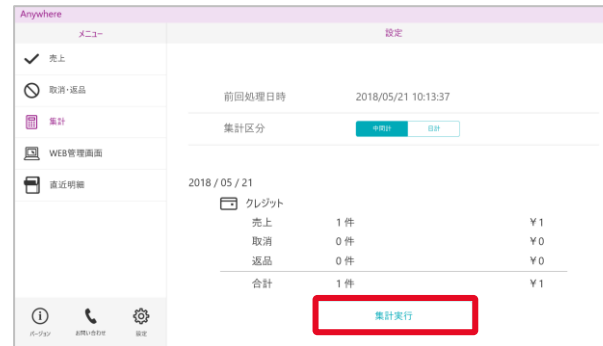 Anywhere
メニュー
設定
売上
取消・返品
集計
WEB管理画面
直近明細
前回処理日時 2018/05/21 10:13:37
集計区分 中間計 日計
2018 / 05 / 21
クレジット
売上 1 件 ¥1
取消 0 件 ¥0
返品 0 件 ¥0
合計 1 件 ¥1
集計実行
バージョン お問い合わせ 設定